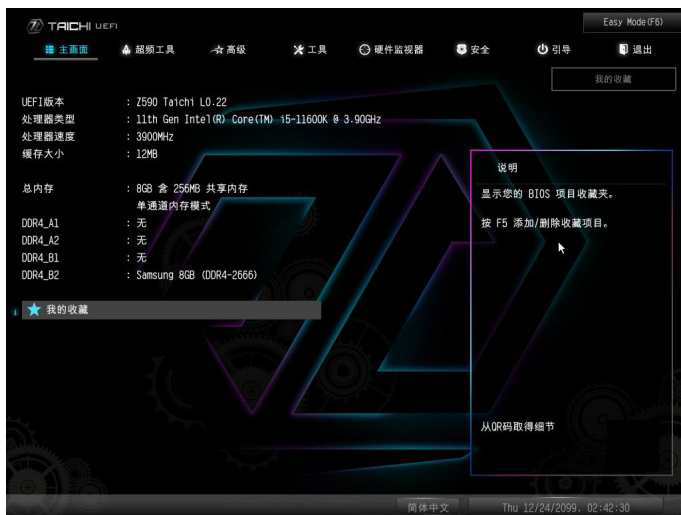 TAICHI UEFI
Easy Mode(F6)
主画面 超频工具 高级 工具 硬件监视器 安全 引导 退出
我的收藏
UEFI版本 : Z590 Taichi L0.22
处理器类型 : 11th Gen Intel(R) Core(TM) i5-11600K @ 3.90GHz
处理器速度 : 3900MHz
缓存大小 : 12MB
总内存 : 8GB 含 256MB 共享内存
单通道内存模式
DDR4_A1 : 无
DDR4_A2 : 无
DDR4_B1 : 无
DDR4_B2 : Samsung 8GB (DDR4-2666)
我的收藏
说明
显示您的 BIOS 项目收藏夹。
按 F5 添加/删除收藏项目。
从QR码取得细节
简体中文
Thu 12/24/2099, 02:42:30